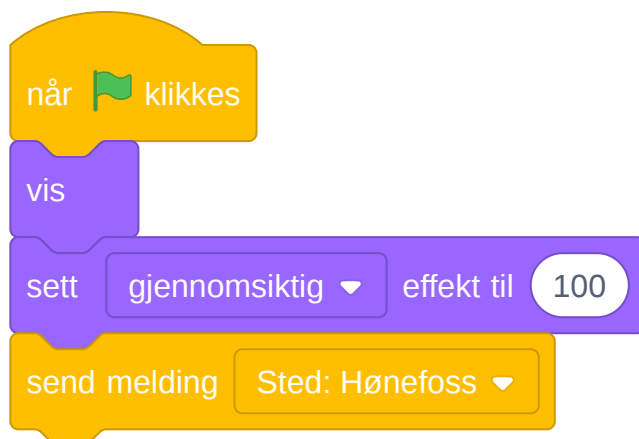 når klikkes
vis
sett gjennomsiktig effekt til 100
send melding Sted: Hønefoss